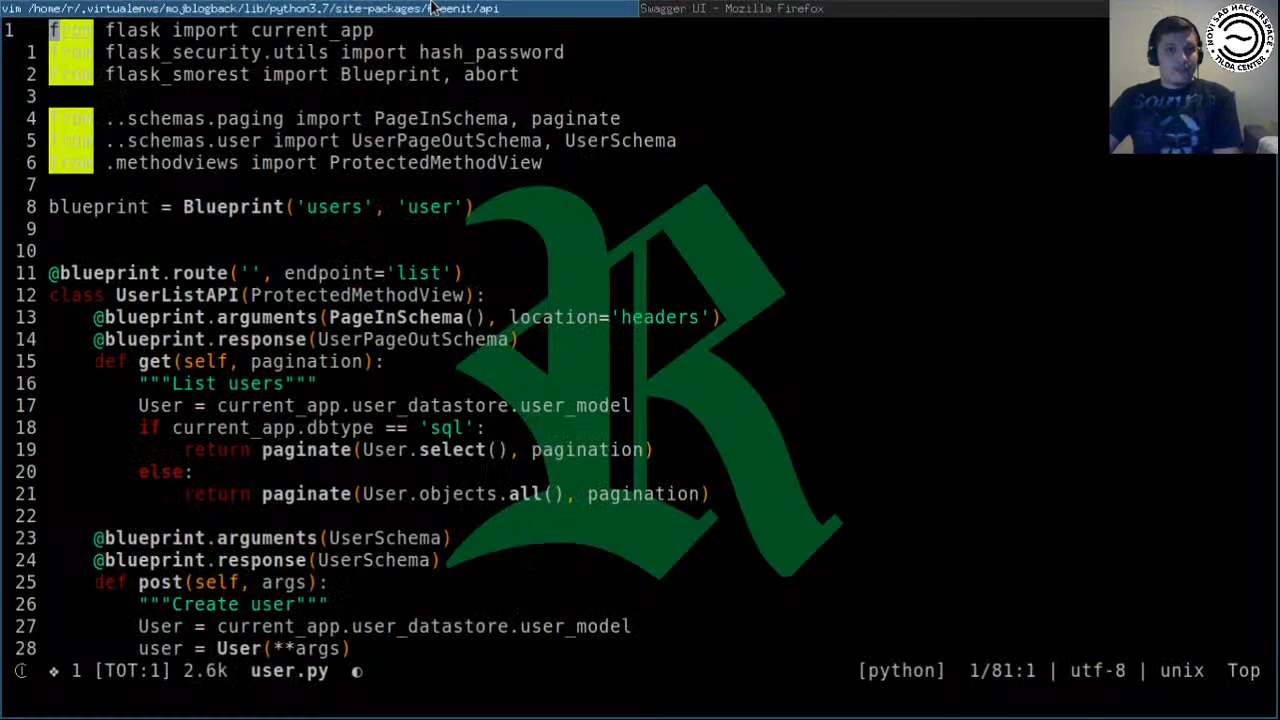 vim /home/r/.virtualenvs/mojblogback/lib/python3.7/site-packages/freenit/api
Swagger UI - Mozilla Firefox
NOVI SAD HACKERSPACE
TILDA CENTER
1 from flask import current_app
1 from flask_security.utils import hash_password
2 from flask_smorest import Blueprint, abort
3
4 from ..schemas.paging import PageInSchema, paginate
5 from ..schemas.user import UserPageOutSchema, UserSchema
6 from .methodviews import ProtectedMethodView
7
8 blueprint = Blueprint('users', 'user')
9
10
11 @blueprint.route('', endpoint='list')
12 class UserListAPI(ProtectedMethodView):
13     @blueprint.arguments(PageInSchema(), location='headers')
14     @blueprint.response(UserPageOutSchema)
15     def get(self, pagination):
16         """List users"""
17         User = current_app.user_datastore.user_model
18         if current_app.dbtype == 'sql':
19             return paginate(User.select(), pagination)
20         else:
21             return paginate(User.objects.all(), pagination)
22
23     @blueprint.arguments(UserSchema)
24     @blueprint.response(UserSchema)
25     def post(self, args):
26         """Create user"""
27         User = current_app.user_datastore.user_model
28         user = User(**args)
R
1 [TOT:1] 2.6k user.py [python] 1/81:1 | utf-8 | unix Top